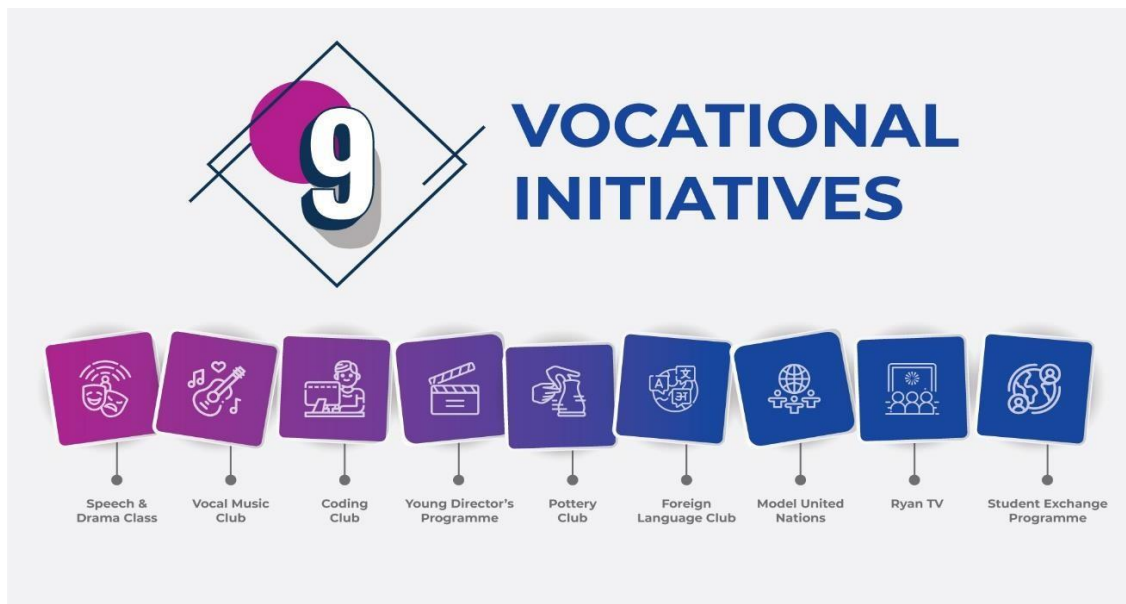 9
VOCATIONAL
INITIATIVES
A 文 अ
Speech &
Drama Class
Vocal Music
Club
Coding
Club
Young Director's
Programme
Pottery
Club
Foreign
Language Club
Model United
Nations
Ryan TV
Student Exchange
Programme